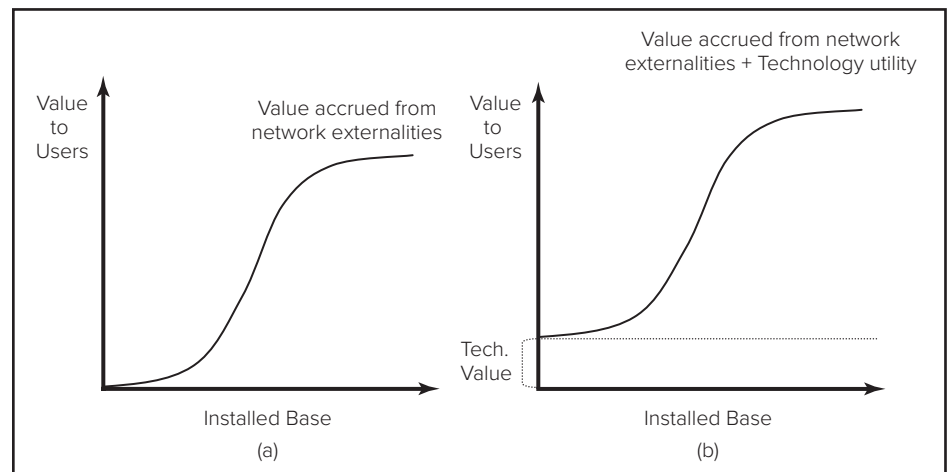 Value
to
Users
Value accrued from
network externalities
Installed Base
(a)
Value accrued from network
externalities + Technology utility
Value
to
Users
Tech.
Value
Installed Base
(b)